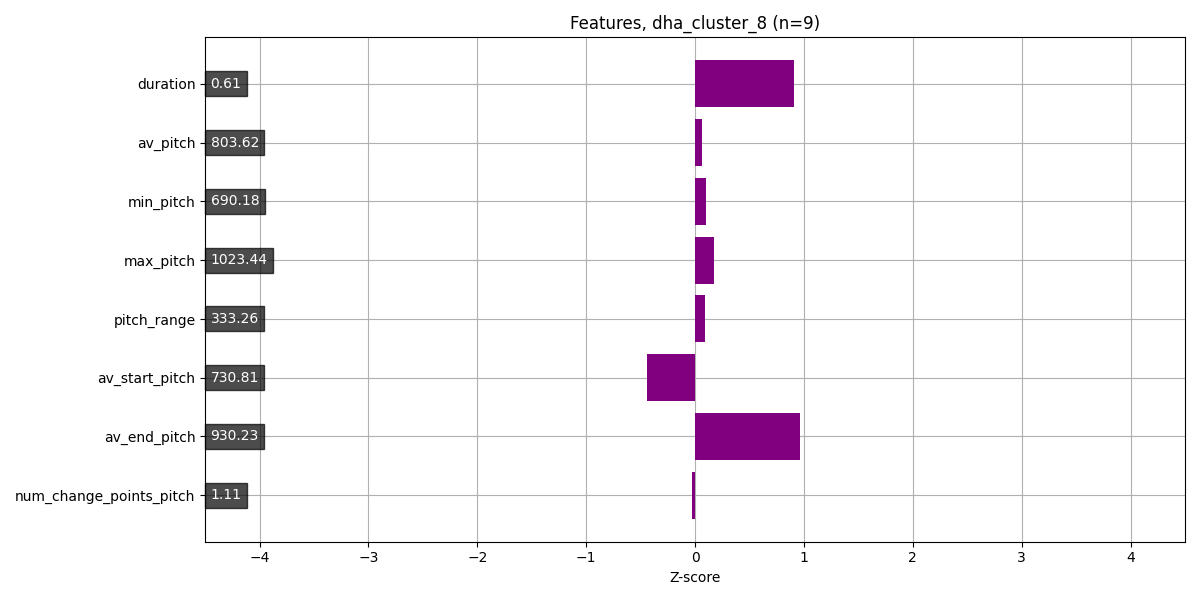 Features, dha_cluster_8 (n=9)
duration 0.61
av_pitch 803.62
min_pitch 690.18
max_pitch 1023.44
pitch_range 333.26
av_start_pitch 730.81
av_end_pitch 930.23
num_change_points_pitch 1.11
−4 −3 −2 −1 0 1 2 3 4
Z-score